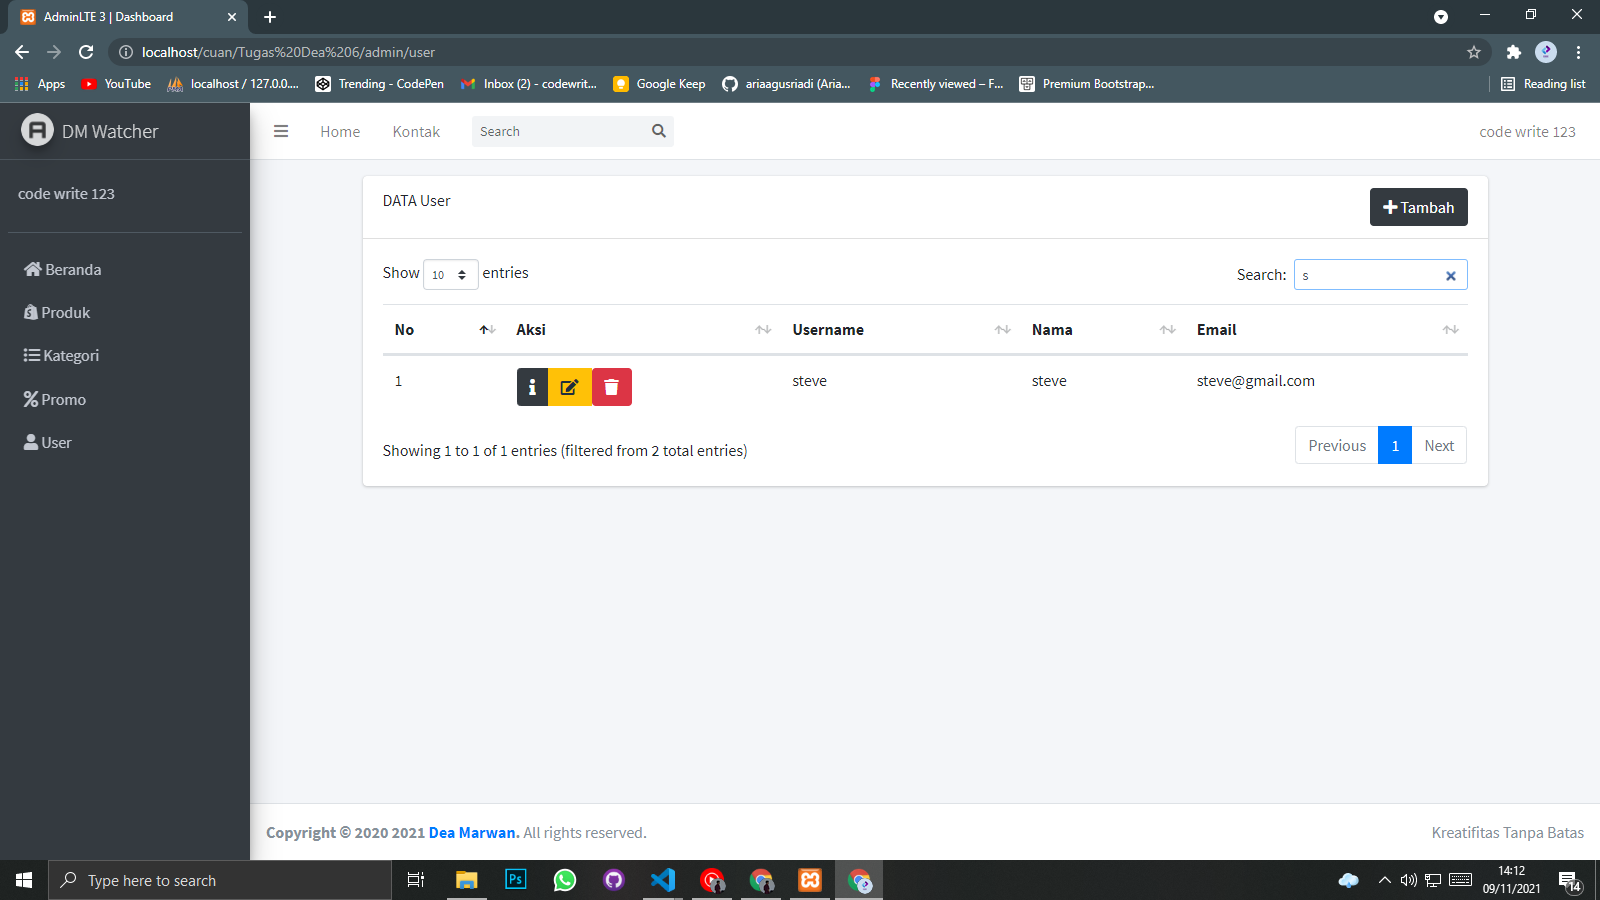 AdminLTE 3 | Dashboard
localhost/cuan/Tugas%20Dea%206/admin/user
Apps
YouTube
localhost / 127.0.0....
Trending - CodePen
Inbox (2) - codewrit...
Google Keep
ariaagusriadi (Aria...
Recently viewed – F...
Premium Bootstrap...
Reading list
DM Watcher
Home
Kontak
Search
code write 123
code write 123
Beranda
Produk
Kategori
Promo
User
DATA User
Tambah
Show 10 entries
Search: s
No Aksi Username Nama Email
1 steve steve steve@gmail.com
Showing 1 to 1 of 1 entries (filtered from 2 total entries)
Previous 1 Next
Copyright © 2020 2021 Dea Marwan. All rights reserved.
Kreatifitas Tanpa Batas
Type here to search
Ps
14:12
09/11/2021
14